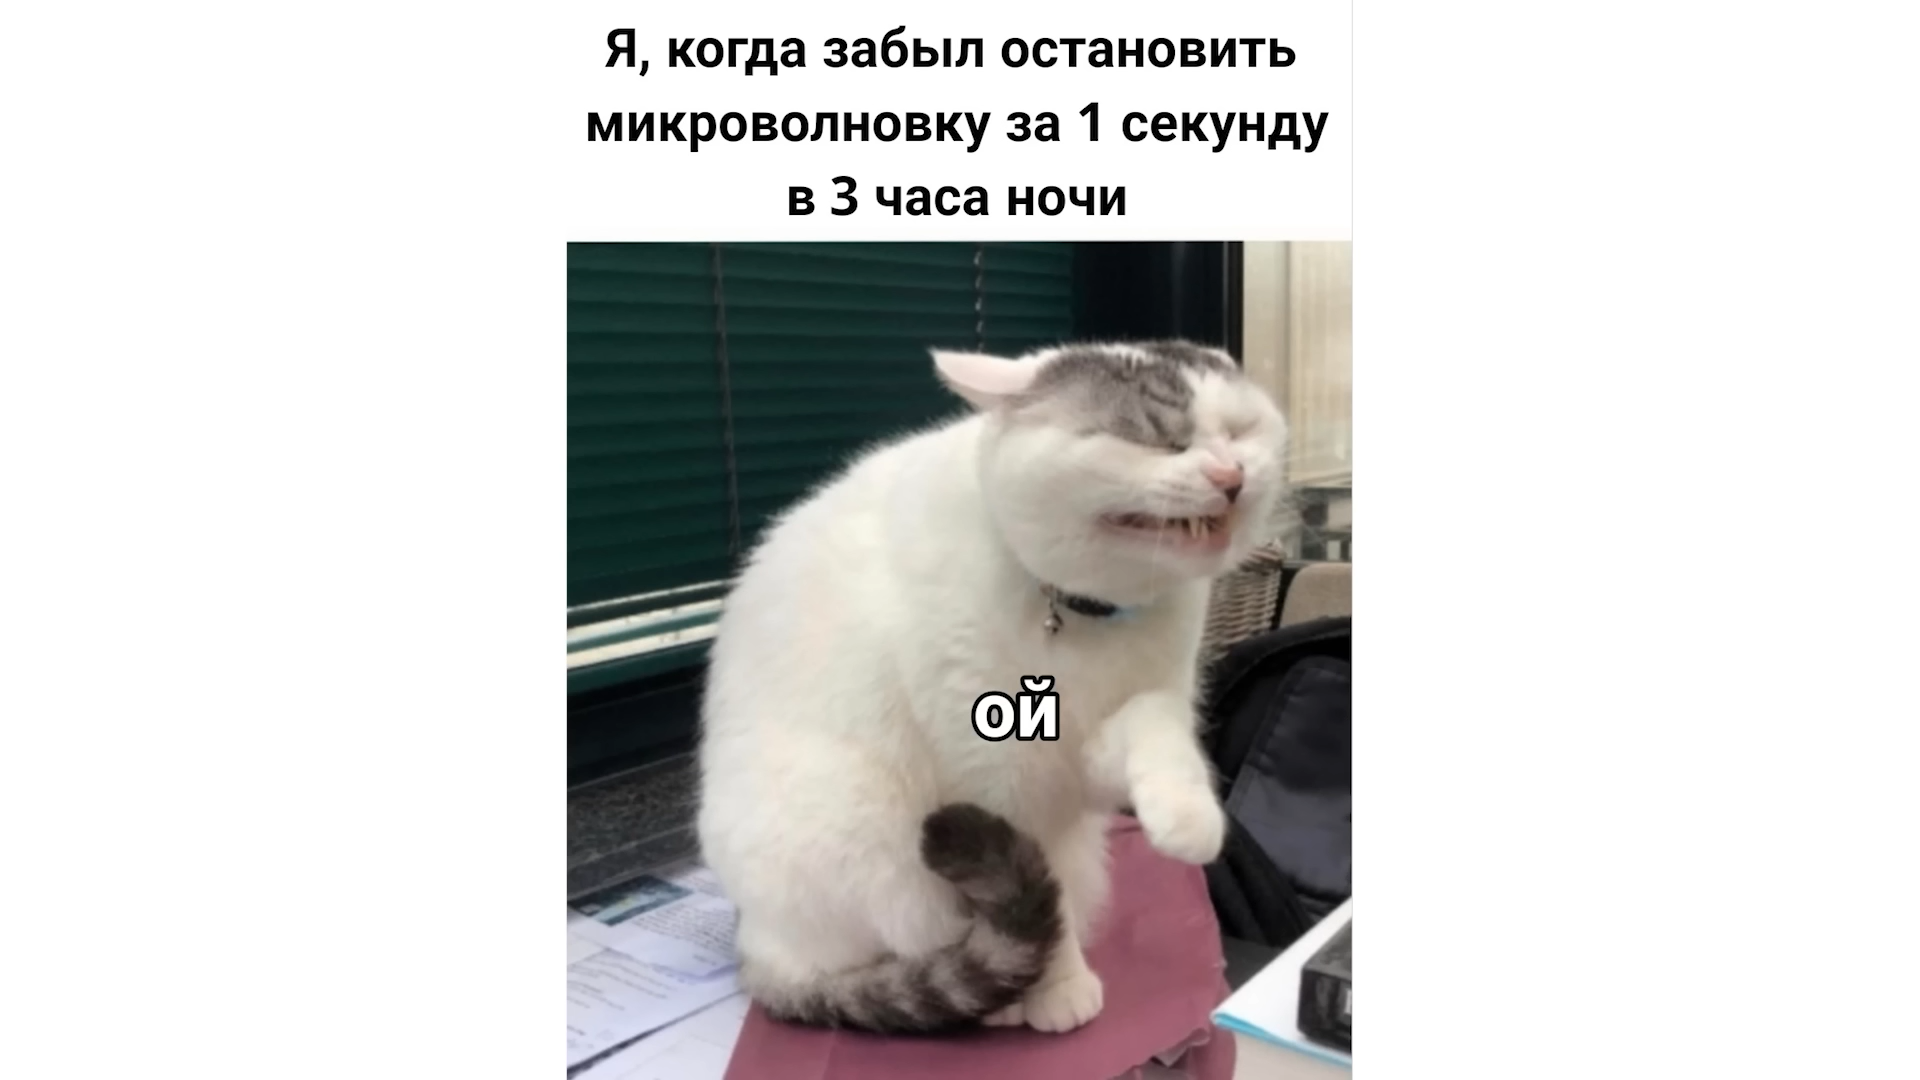 Я, когда забыл остановить
микроволновку за 1 секунду
в 3 часа ночи
ой